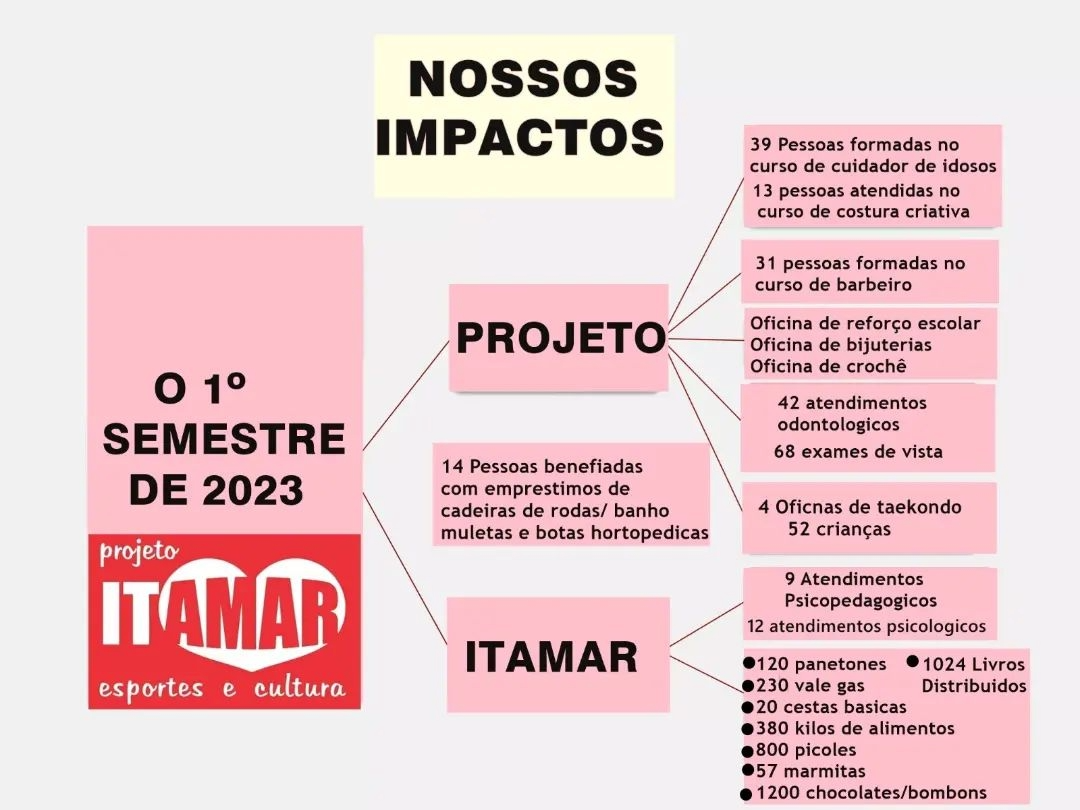 NOSSOS
IMPACTOS
O 1º
SEMESTRE
DE 2023
projeto
ITAMAR
esportes e cultura
PROJETO
14 Pessoas benefiadas
com emprestimos de
cadeiras de rodas/ banho
muletas e botas hortopedicas
ITAMAR
39 Pessoas formadas no
curso de cuidador de idosos
13 pessoas atendidas no
curso de costura criativa
31 pessoas formadas no
curso de barbeiro
Oficina de reforço escolar
Oficina de bijuterias
Oficina de crochê
42 atendimentos
odontologicos
68 exames de vista
4 Oficnas de taekondo
52 crianças
9 Atendimentos
Psicopedagogicos
12 atendimentos psicologicos
●120 panetones
●230 vale gas
●20 cestas basicas
●380 kilos de alimentos
●800 picoles
●57 marmitas
●1200 chocolates/bombons
●1024 Livros
Distribuidos